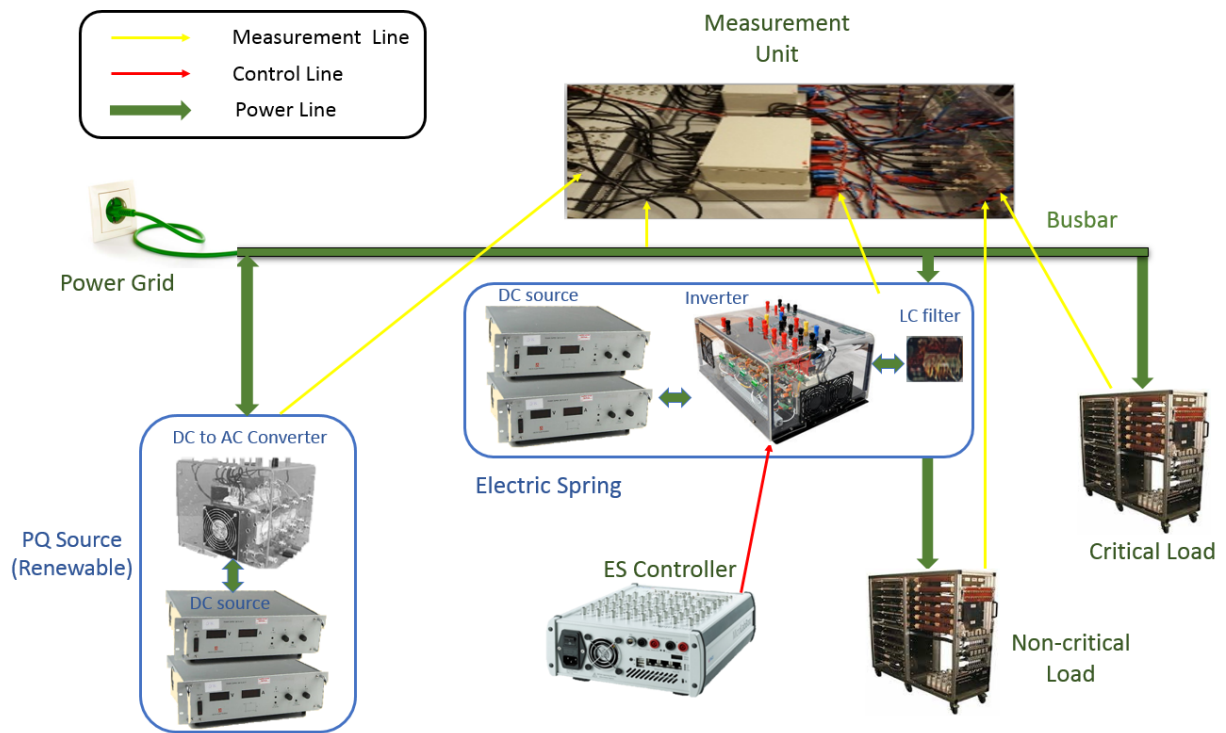 Measurement Line
Control Line
Power Line
Measurement
Unit
Power Grid
Busbar
DC source
Inverter
LC filter
Electric Spring
DC to AC Converter
PQ Source
(Renewable)
DC source
ES Controller
Critical Load
Non-critical
Load